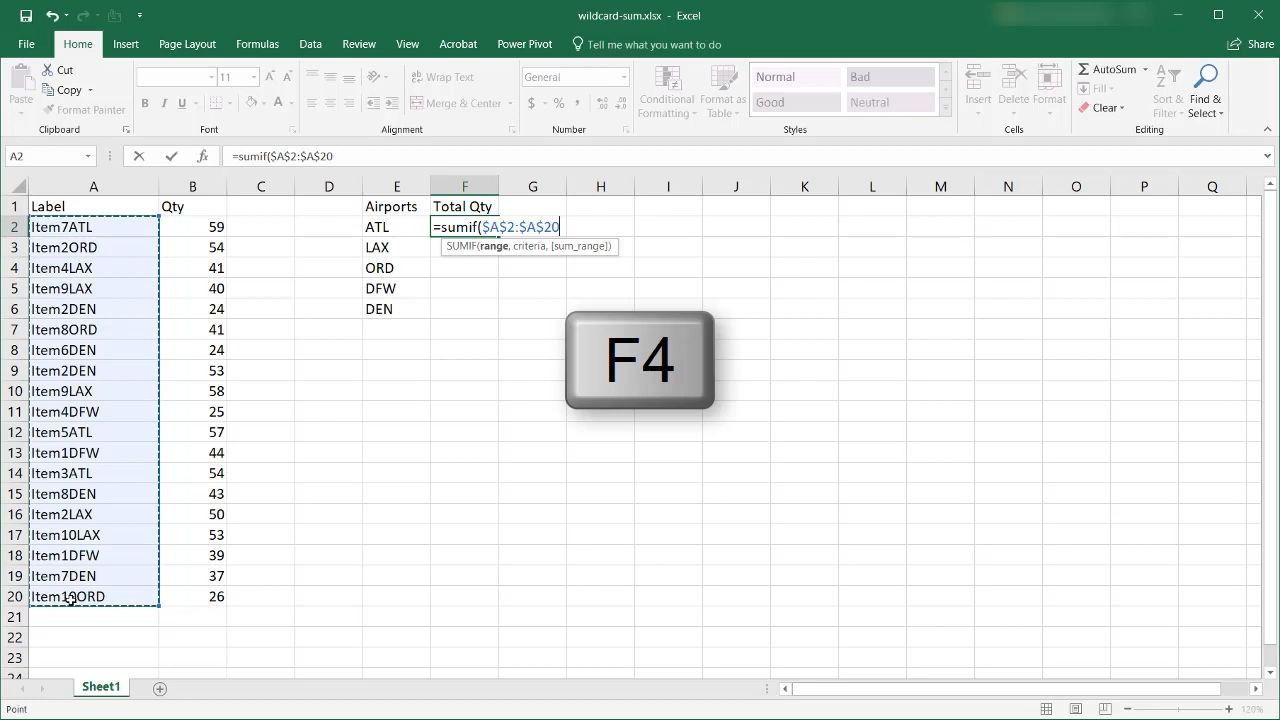 wildcard-sum.xlsx - Excel
File Home Insert Page Layout Formulas Data Review View Acrobat Power Pivot Tell me what you want to do Share
Paste
Cut
Copy
Format Painter
11 A A
B I U A
Wrap Text
Merge & Center
General
$ % ,
Conditional Formatting
Format as Table
Normal Bad
Good Neutral
Insert Delete Format
AutoSum
Fill
Clear
Sort & Filter
Find & Select
Clipboard Font Alignment Number Styles Cells Editing
A2 fx =sumif($A$2:$A$20
A B C D E F G H I J K L M N O P Q
1 Label Qty Airports Total Qty
2 Item7ATL 59 ATL =sumif($A$2:$A$20
3 Item2ORD 54 LAX SUMIF(range, criteria, [sum_range])
4 Item4LAX 41 ORD
5 Item9LAX 40 DFW
6 Item2DEN 24 DEN
7 Item8ORD 41
8 Item6DEN 24
9 Item2DEN 53
10 Item9LAX 58
11 Item4DFW 25
12 Item5ATL 57
13 Item1DFW 44
14 Item3ATL 54
15 Item8DEN 43
16 Item2LAX 50
17 Item10LAX 53
18 Item1DFW 39
19 Item7DEN 37
20 26
21
22
23
24
F4
Sheet1
Point 120%